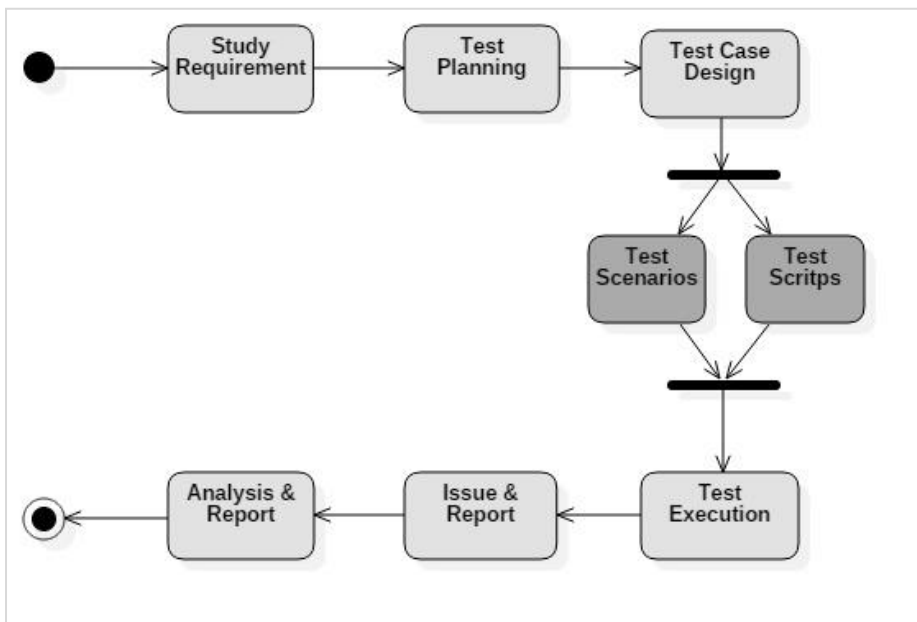 Study
Requirement
Test
Planning
Test Case
Design
Test
Scenarios
Test
Scritps
Test
Execution
Issue &
Report
Analysis &
Report